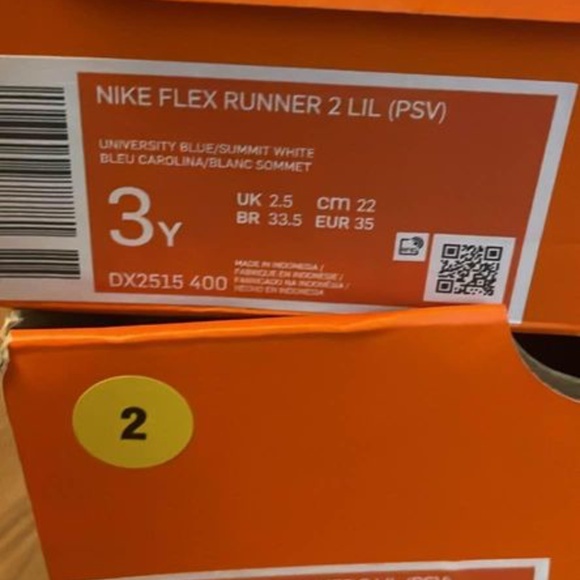 NIKE FLEX RUNNER 2 LIL (PSV)
UNIVERSITY BLUE/SUMMIT WHITE
BLEU CAROLINA/BLANC SOMMET
3Y
UK 2.5 cm 22
BR 33.5 EUR 35
DX2515 400
MADE IN INDONESIA /
FABRIQUE EN INDONESIE /
FABRICADO NA INDONÉSIA /
HECHO EN INDONESIA
2
(PSV)